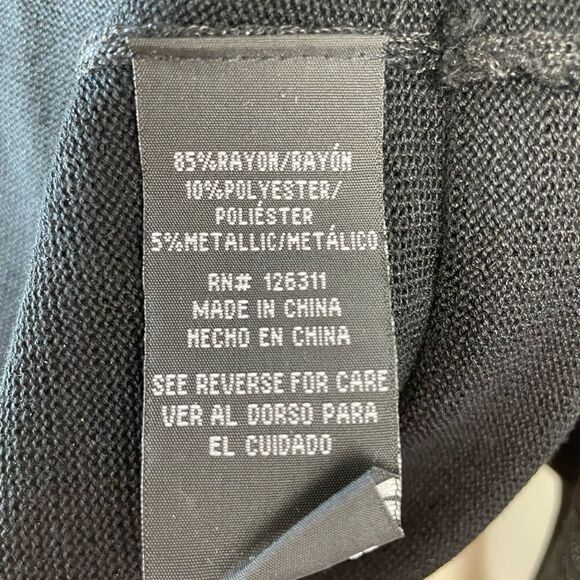 85%RAYON/RAYÓN
10%POLYESTER/
POLIÉSTER
5%METALLIC/METÁLICO
RN# 126311
MADE IN CHINA
HECHO EN CHINA
SEE REVERSE FOR CARE
VER AL DORSO PARA
EL CUIDADO